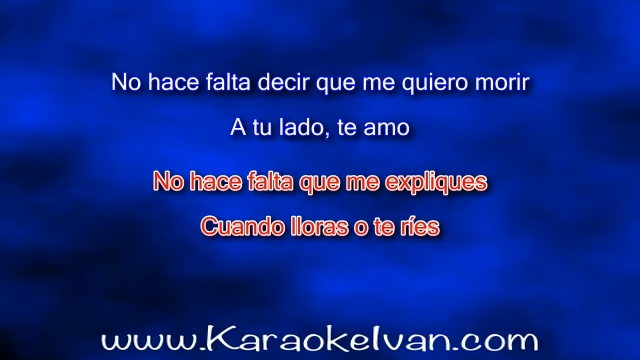 No hace falta decir que me quiero morir
A tu lado, te amo
No hace falta que me expliques
Cuando lloras o te ríes
www.KaraokeIvan.com